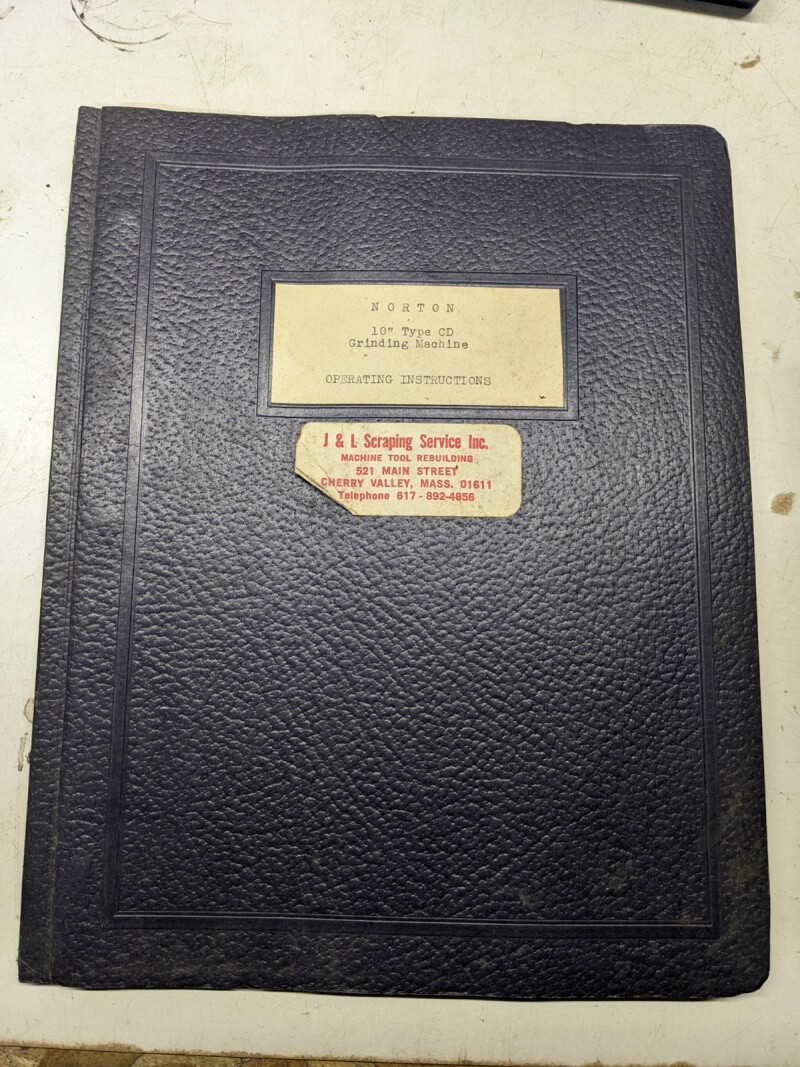 NORTON
10" Type CD
Grinding Machine
OPERATING INSTRUCTIONS
J & L Scraping Service Inc.
MACHINE TOOL REBUILDING
521 MAIN STREET
CHERRY VALLEY, MASS. 01611
Telephone 617 - 892-4856